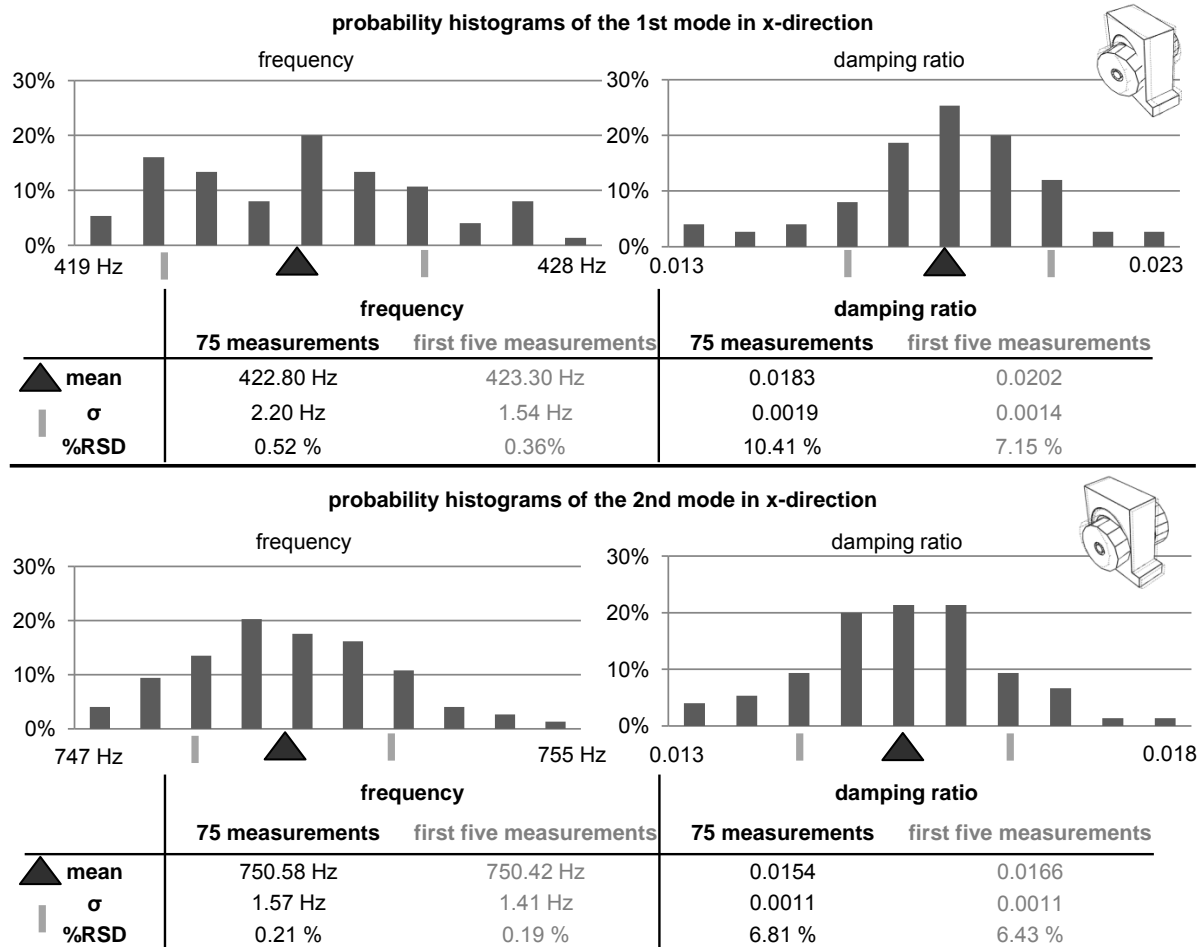 probability histograms of the 1st mode in x-direction
frequency
damping ratio
30%
20%
10%
0%
419 Hz
428 Hz
30%
20%
10%
0%
0.013
0.023
frequency damping ratio
75 measurements first five measurements 75 measurements first five measurements
mean 422.80 Hz 423.30 Hz 0.0183 0.0202
σ 2.20 Hz 1.54 Hz 0.0019 0.0014
%RSD 0.52 % 0.36% 10.41 % 7.15 %
probability histograms of the 2nd mode in x-direction
frequency
damping ratio
30%
20%
10%
0%
747 Hz
755 Hz
30%
20%
10%
0%
0.013
0.018
frequency damping ratio
75 measurements first five measurements 75 measurements first five measurements
mean 750.58 Hz 750.42 Hz 0.0154 0.0166
σ 1.57 Hz 1.41 Hz 0.0011 0.0011
%RSD 0.21 % 0.19 % 6.81 % 6.43 %